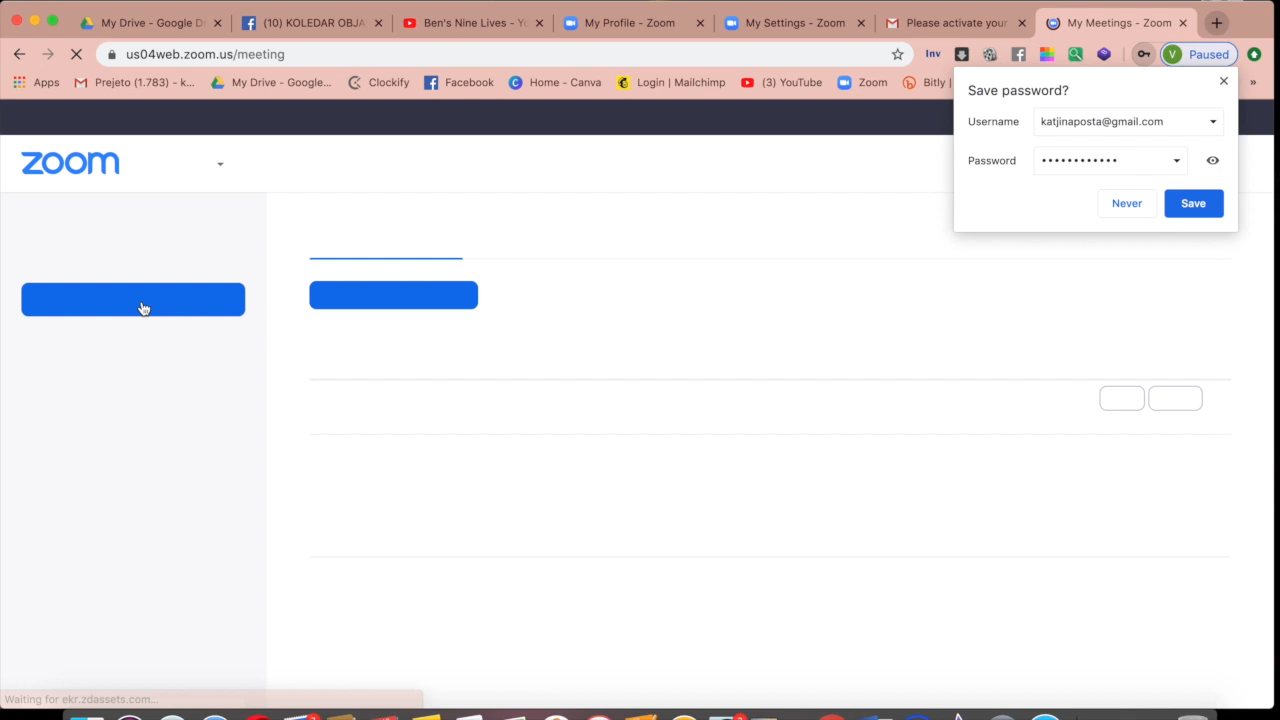 My Drive - Google D
(10) KOLEDAR OBJA
Ben's Nine Lives - Yo
My Profile - Zoom
My Settings - Zoom
Please activate your
My Meetings - Zoom
us04web.zoom.us/meeting
Inv
V Paused
Apps
Prejeto (1.783) - k...
My Drive - Google...
Clockify
Facebook
Home - Canva
Login | Mailchimp
(3) YouTube
Zoom
Bitly |
»
Save password?
Username katjinaposta@gmail.com
Password ••••••••••••
Never Save
zoom
Waiting for ekr.zdassets.com...